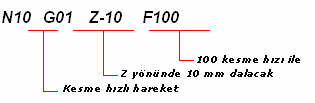 N10 G01 Z-10 F100
100 kesme hızı ile
Z yönünde 10 mm dalacak
Kesme hızlı hareket